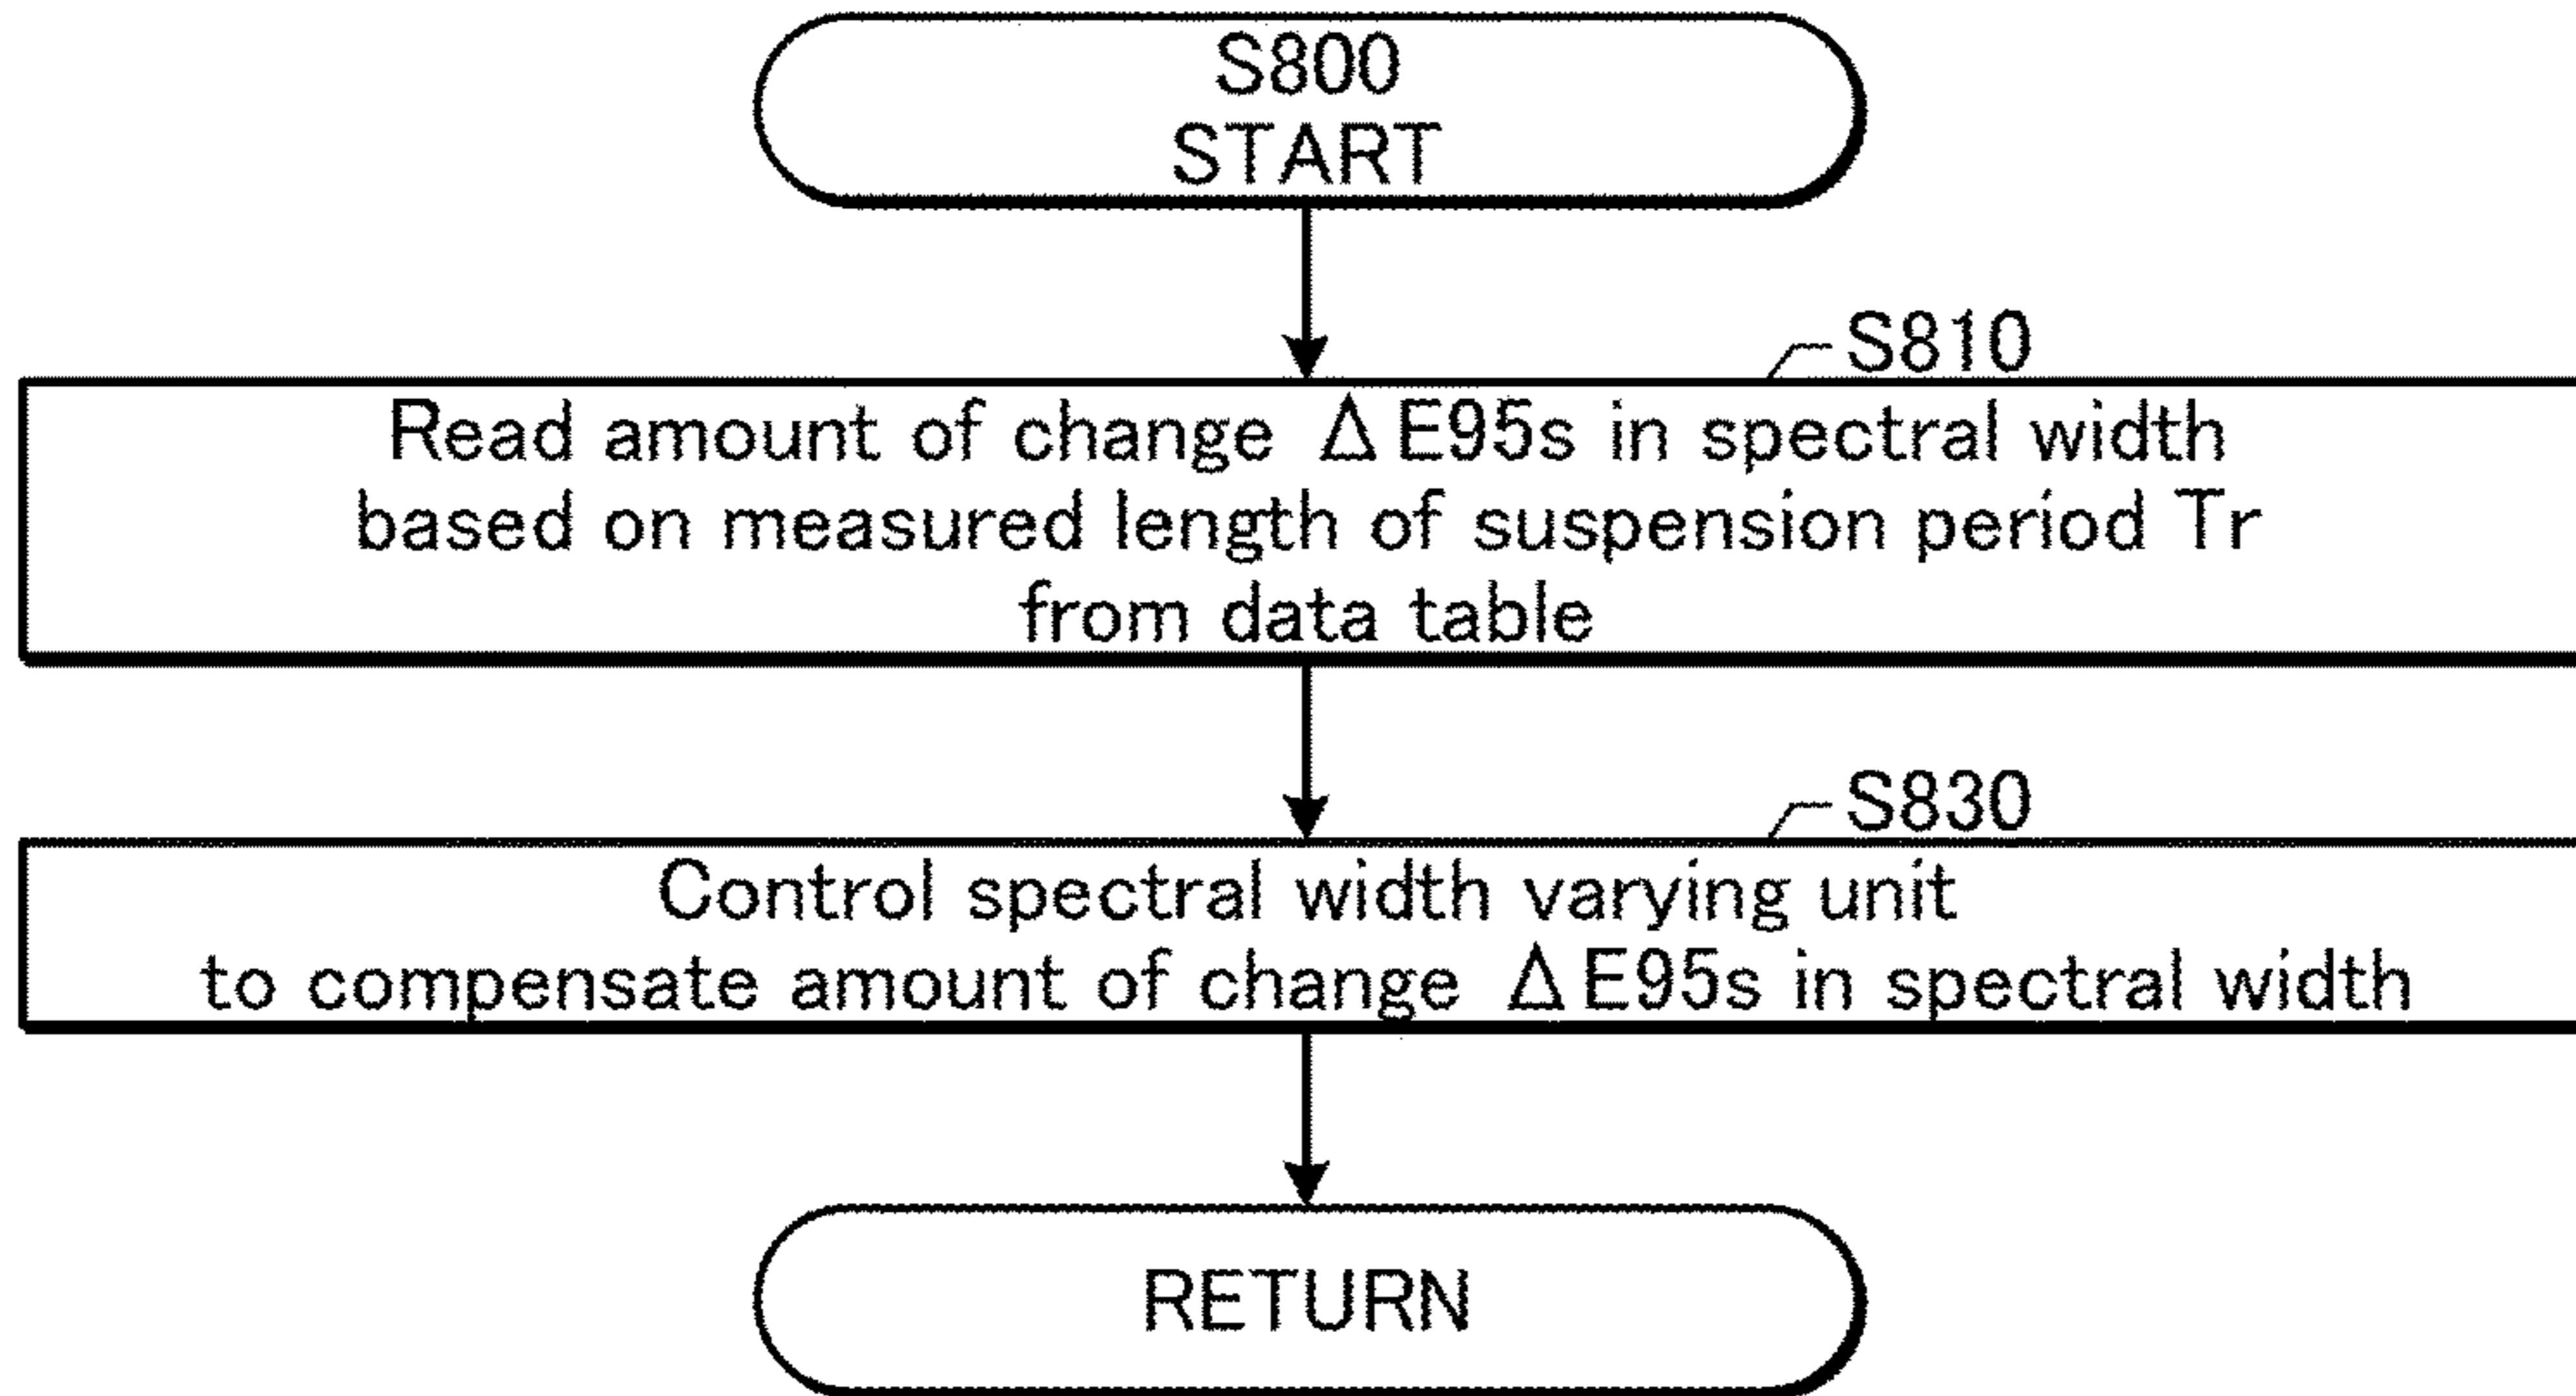 S800
START
S810
Read amount of change ΔE95s in spectral width
based on measured length of suspension period Tr
from data table
S830
Control spectral width varying unit
to compensate amount of change ΔE95s in spectral width
RETURN